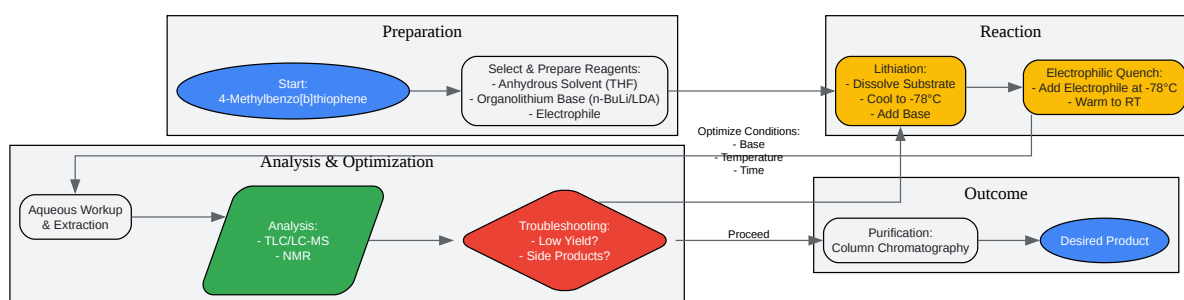 Preparation
Start:
4-Methylbenzo[b]thiophene
Select & Prepare Reagents:
- Anhydrous Solvent (THF)
- Organolithium Base (n-BuLi/LDA)
- Electrophile
Reaction
Lithiation:
- Dissolve Substrate
- Cool to -78°C
- Add Base
Electrophilic Quench:
- Add Electrophile at -78°C
- Warm to RT
Optimize Conditions:
- Base
- Temperature
- Time
Analysis & Optimization
Aqueous Workup
& Extraction
Analysis:
- TLC/LC-MS
- NMR
Troubleshooting:
- Low Yield?
- Side Products?
Proceed
Outcome
Purification:
Column Chromatography
Desired Product